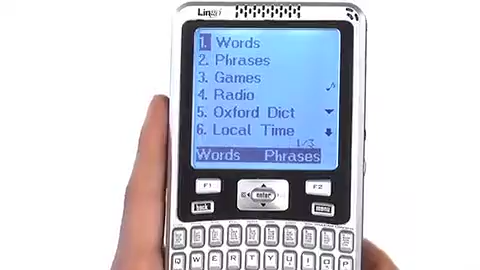 Lingo
1. Words
2. Phrases
3. Games
4. Radio
5. Oxford Dict
6. Local Time
1/3
Words Phrases
F1 F2
enter
back menu
Q W E R T Y U I O P